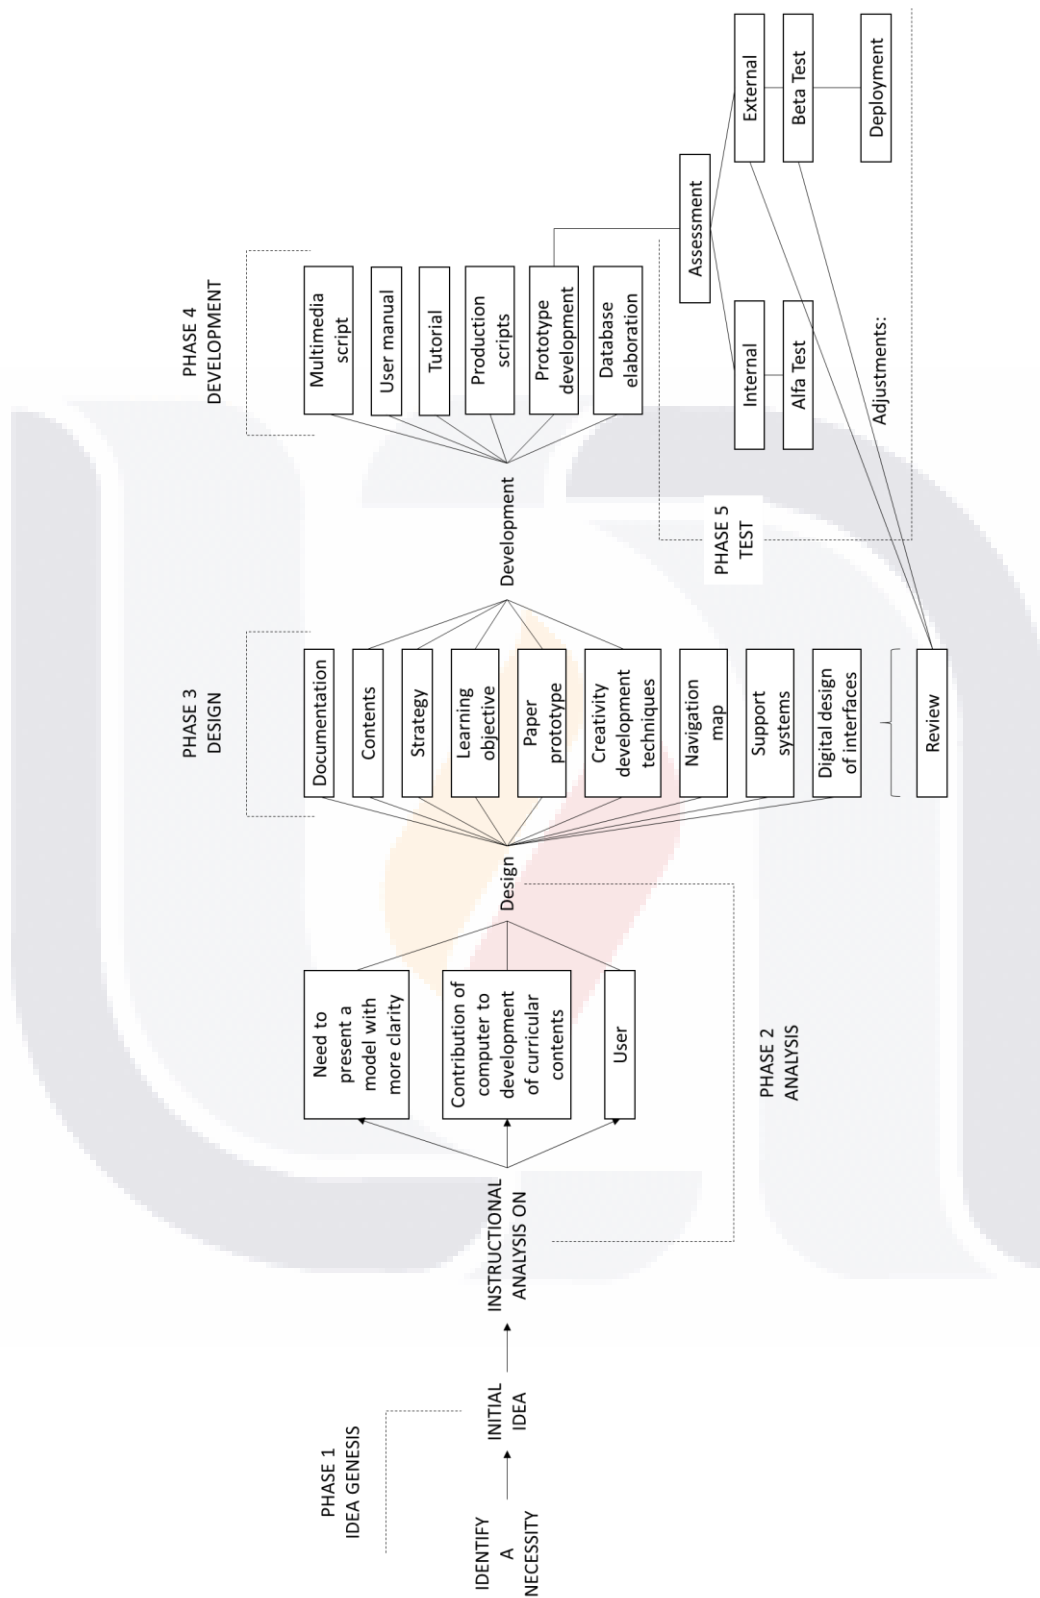 PHASE 1
IDEA GENESIS
IDENTIFY
A
NECESSITY
INITIAL
IDEA
INSTRUCTIONAL
ANALYSIS ON
PHASE 2
ANALYSIS
Need to
present a
model with
more clarity
Contribution of
computer to
development
of curricular
contents
User
Design
PHASE 3
DESIGN
Documentation
Contents
Strategy
Learning
objective
Paper
prototype
Creativity
development
techniques
Navigation
map
Support
systems
Digital design
of interfaces
Review
Development
PHASE 4
DEVELOPMENT
Multimedia
script
User manual
Tutorial
Production
scripts
Prototype
development
Database
elaboration
PHASE 5
TEST
Assessment
Internal
Alfa Test
External
Beta Test
Deployment
Adjustments: